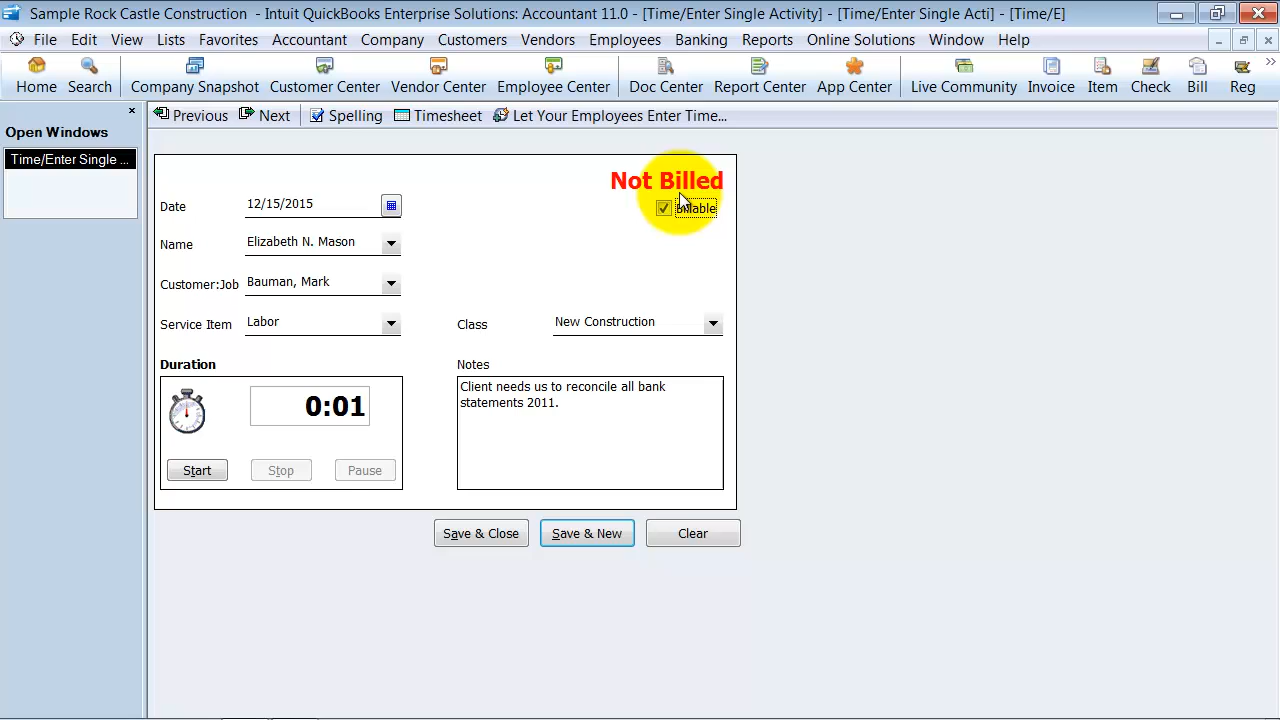 Sample Rock Castle Construction - Intuit QuickBooks Enterprise Solutions: Accountant 11.0 - [Time/Enter Single Activity] - [Time/Enter Single Acti] - [Time/E]
File Edit View Lists Favorites Accountant Company Customers Vendors Employees Banking Reports Online Solutions Window Help
Home Search Company Snapshot Customer Center Vendor Center Employee Center Doc Center Report Center App Center Live Community Invoice Item Check Bill Reg
Previous Next Spelling Timesheet Let Your Employees Enter Time...
Open Windows
Time/Enter Single ...
Not Billed
Billable
Date 12/15/2015
Name Elizabeth N. Mason
Customer:Job Bauman, Mark
Service Item Labor
Class New Construction
Duration
0:01
Start Stop Pause
Notes
Client needs us to reconcile all bank
statements 2011.
Save & Close Save & New Clear